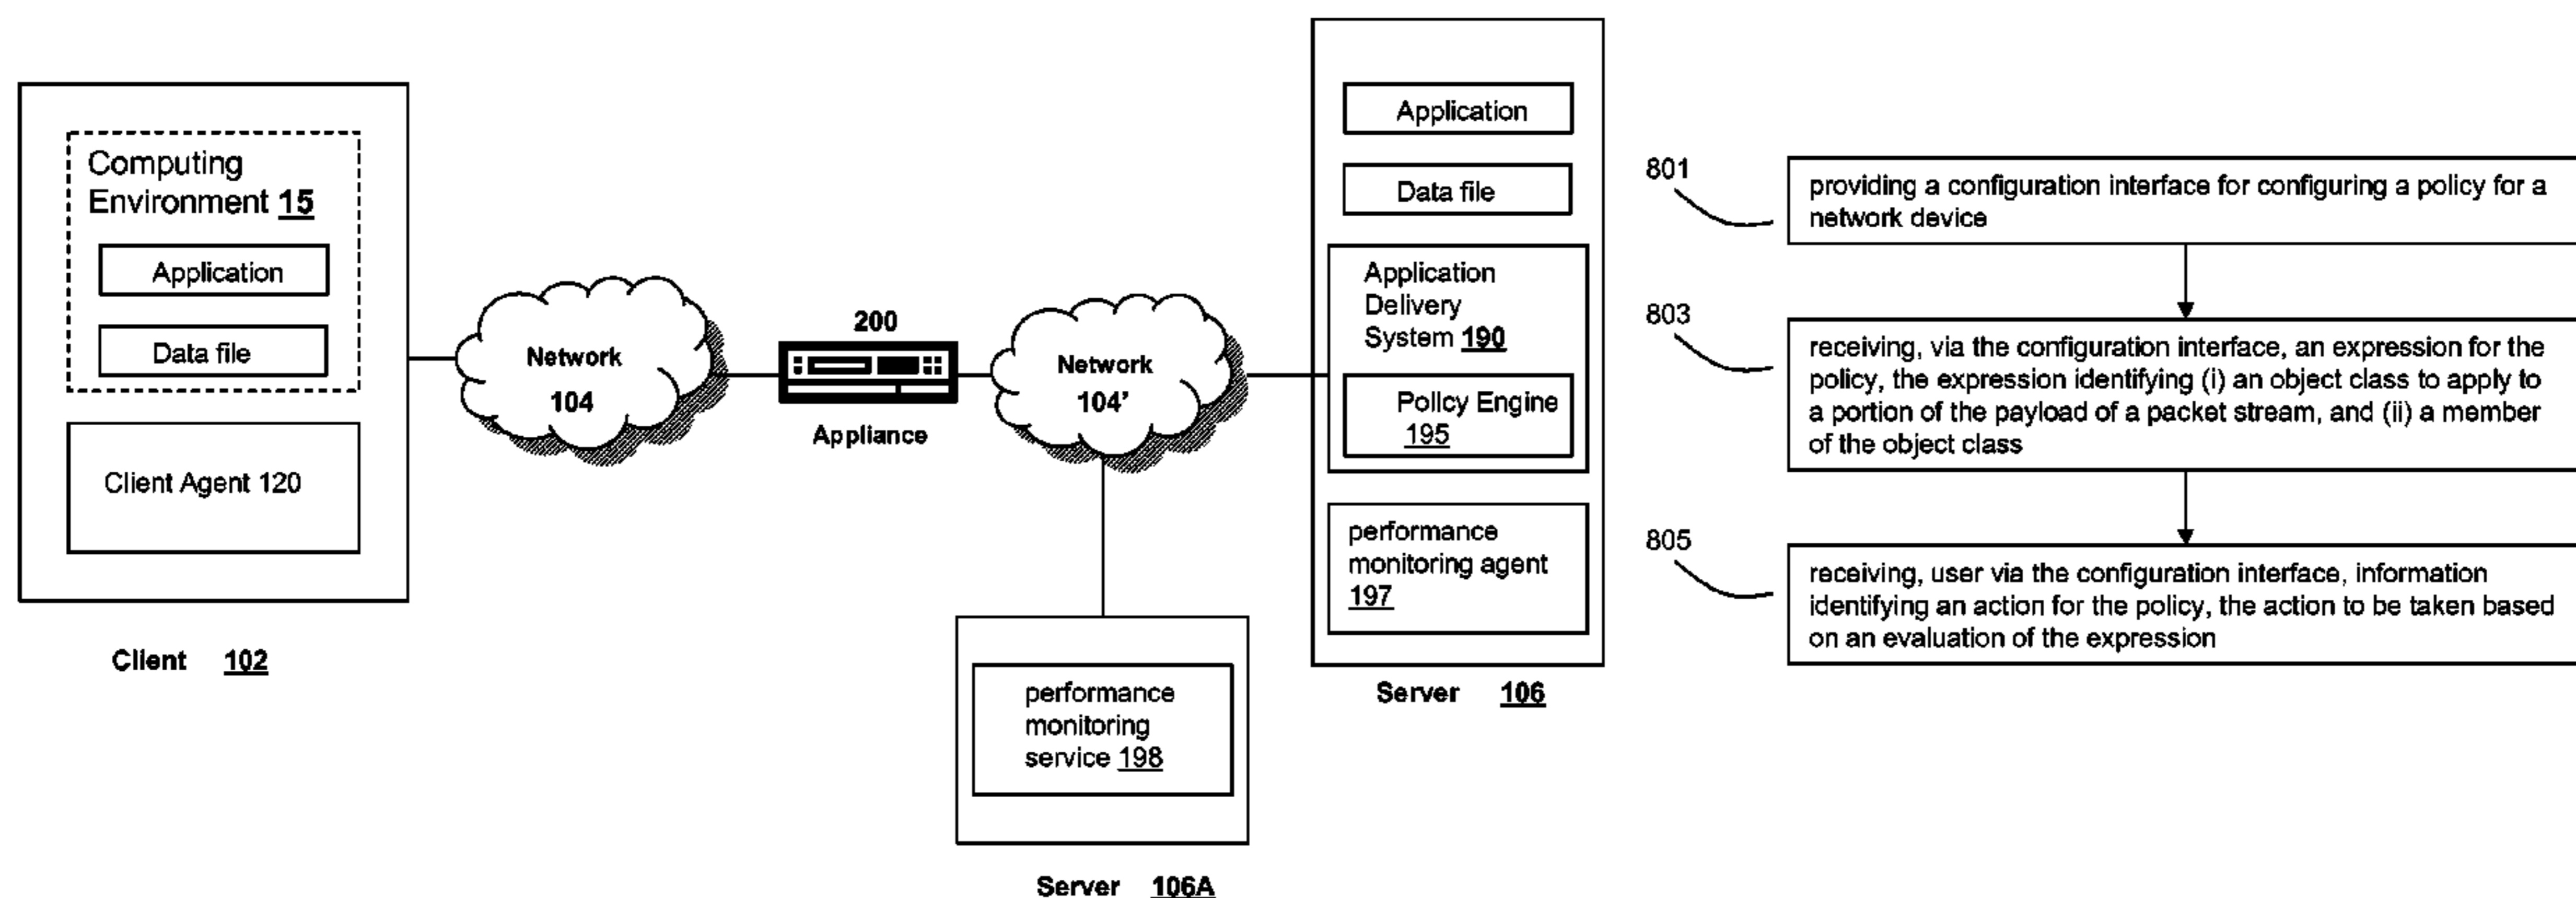 Computing
Environment 15
Application
Data file
Client Agent 120
Client 102
Network
104
200
Appliance
Network
104'
performance
monitoring
service 198
Server 106A
Application
Data file
Application
Delivery
System 190
Policy Engine
195
performance
monitoring agent
197
Server 106
801
providing a configuration interface for configuring a policy for a
network device
803
receiving, via the configuration interface, an expression for the
policy, the expression identifying (i) an object class to apply to
a portion of the payload of a packet stream, and (ii) a member
of the object class
805
receiving, user via the configuration interface, information
identifying an action for the policy, the action to be taken based
on an evaluation of the expression